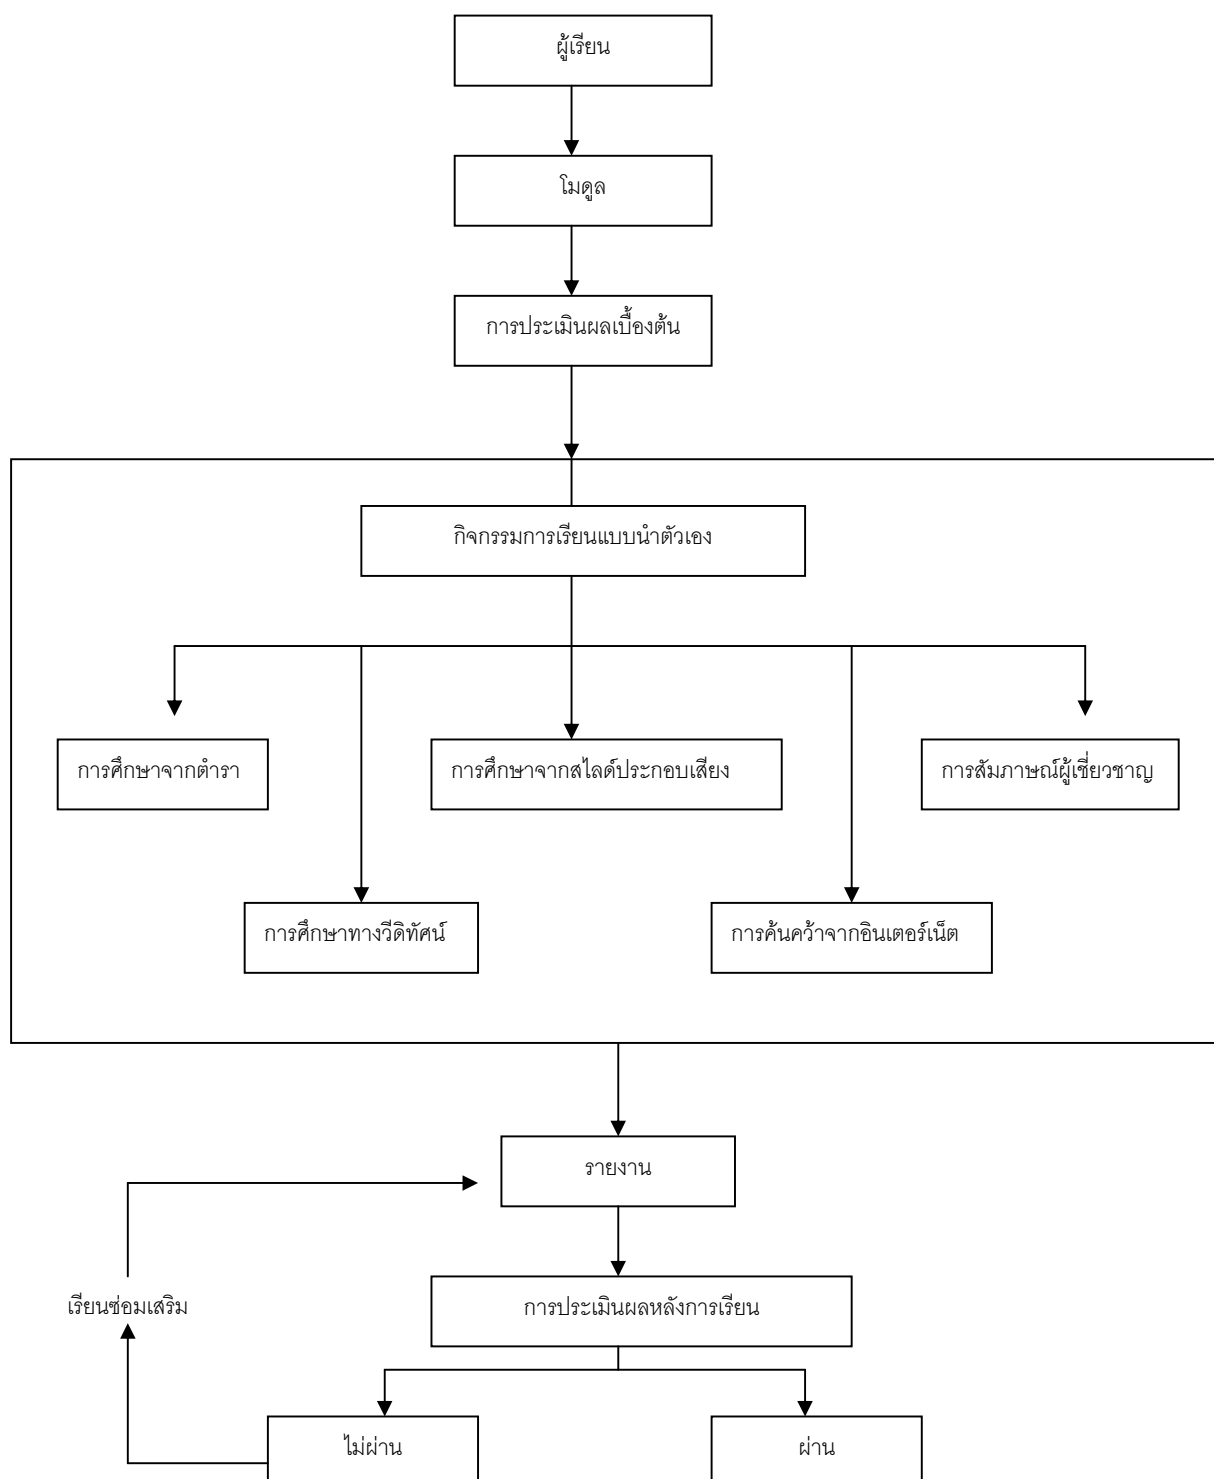 ผู้เรียน
โมดูล
การประเมินผลเบื้องต้น
กิจกรรมการเรียนแบบนำตัวเอง
การศึกษาจากตำรา
การศึกษาจากสไลด์ประกอบเสียง
การสัมภาษณ์ผู้เชี่ยวชาญ
การศึกษาทางวีดิทัศน์
การค้นคว้าจากอินเตอร์เน็ต
รายงาน
เรียนซ่อมเสริม
การประเมินผลหลังการเรียน
ไม่ผ่าน
ผ่าน